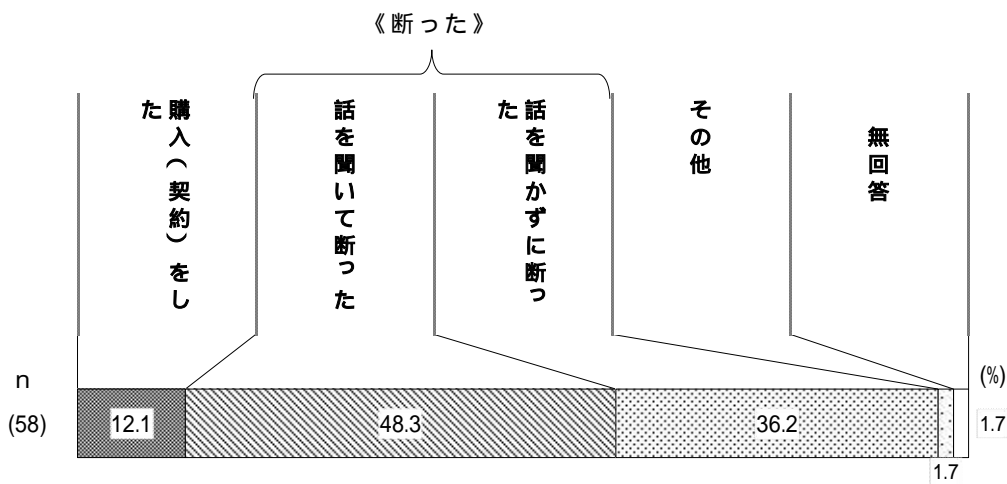 《断った》
購入（契約）をし
た
話を聞いて断った
話を聞かずに断っ
た
その他
無回答
n
(%)
(58)
12.1
48.3
36.2
1.7
1.7